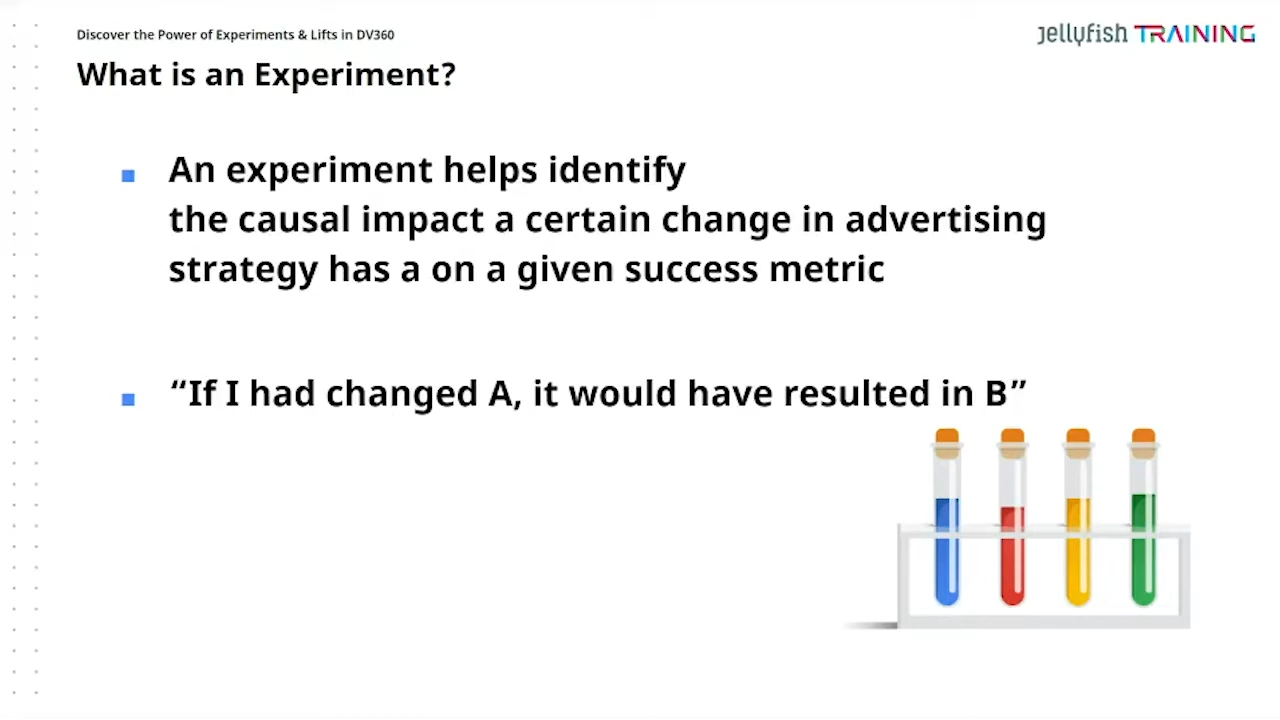 Discover the Power of Experiments & Lifts in DV360
jellyfish TRAINING
What is an Experiment?
An experiment helps identify
the causal impact a certain change in advertising
strategy has a on a given success metric
“If I had changed A, it would have resulted in B”